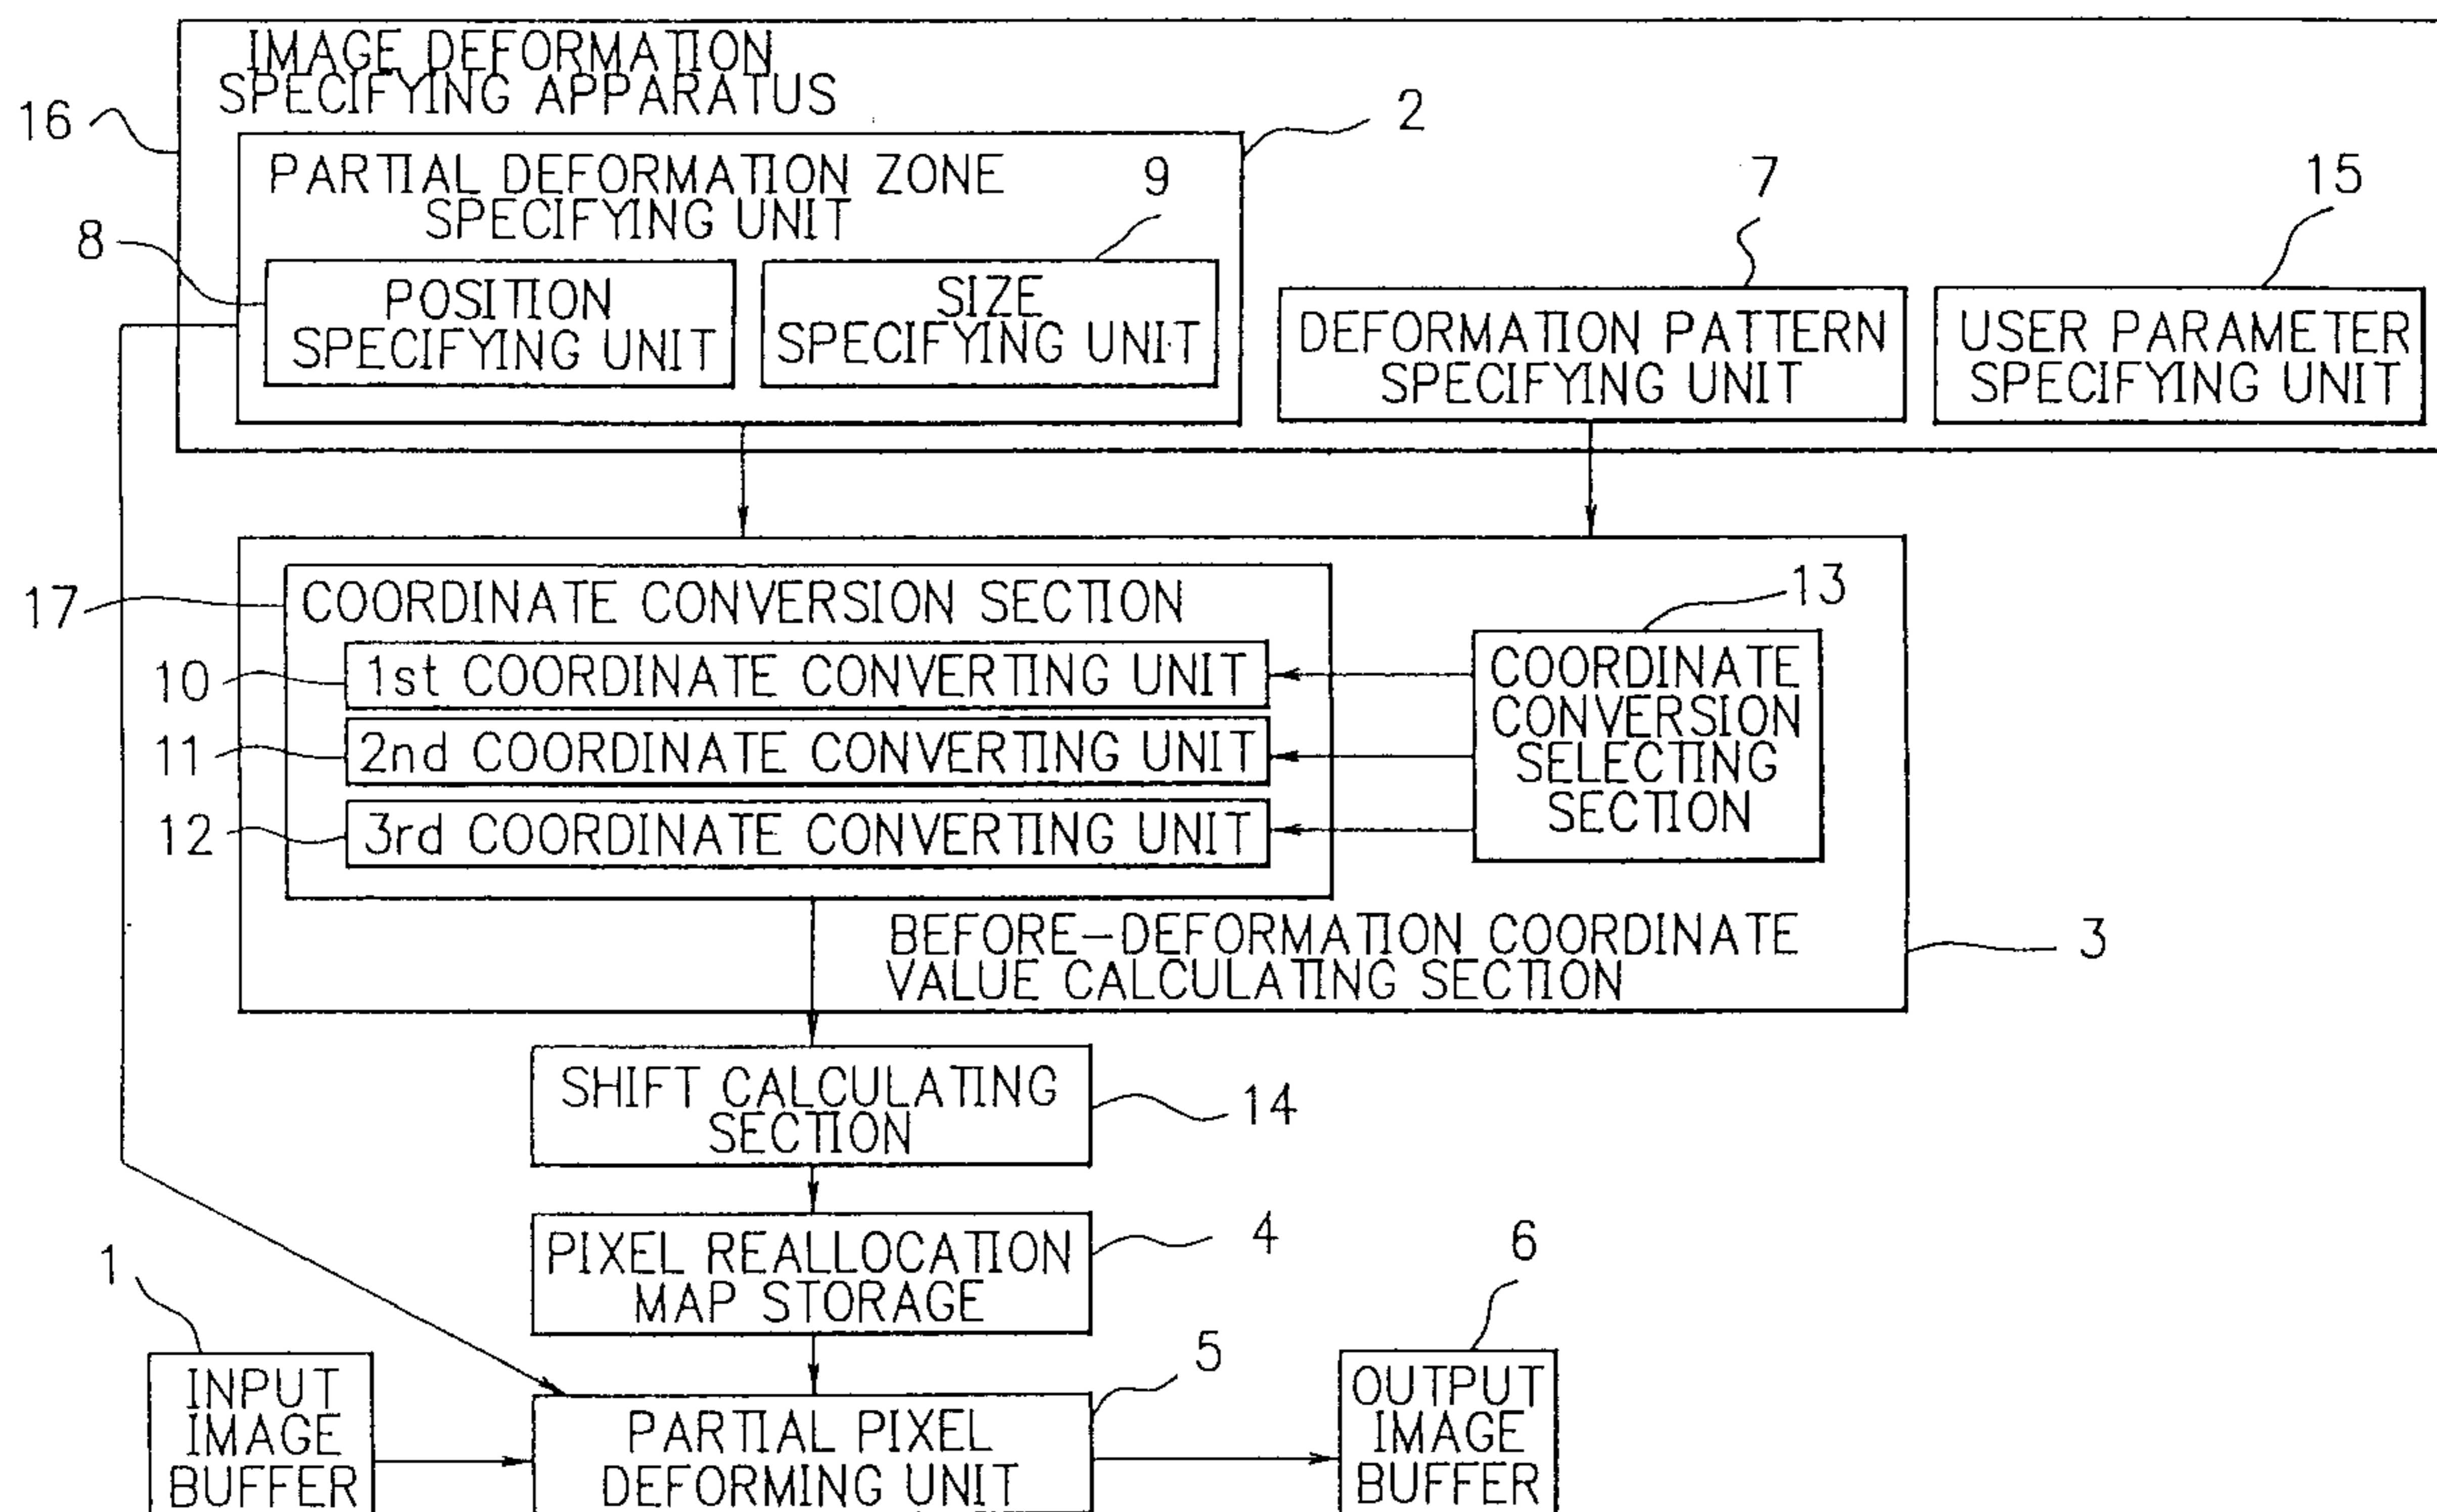 IMAGE DEFORMATION
SPECIFYING APPARATUS
16
2
PARTIAL DEFORMATION ZONE
SPECIFYING UNIT
9
7
15
8
POSITION
SPECIFYING UNIT
SIZE
SPECIFYING UNIT
DEFORMATION PATTERN
SPECIFYING UNIT
USER PARAMETER
SPECIFYING UNIT
17
COORDINATE CONVERSION SECTION
13
10
1st COORDINATE CONVERTING UNIT
11
2nd COORDINATE CONVERTING UNIT
12
3rd COORDINATE CONVERTING UNIT
COORDINATE
CONVERSION
SELECTING
SECTION
BEFORE-DEFORMATION COORDINATE
VALUE CALCULATING SECTION
3
SHIFT CALCULATING
SECTION
14
PIXEL REALLOCATION
MAP STORAGE
4
1
INPUT
IMAGE
BUFFER
5
PARTIAL PIXEL
DEFORMING UNIT
6
OUTPUT
IMAGE
BUFFER